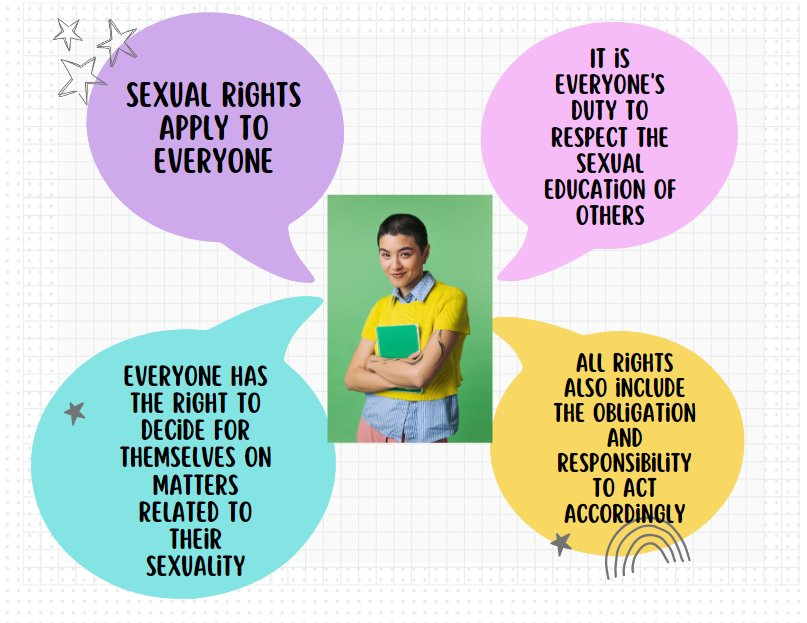 SEXUAL RIGHTS
APPLY TO
EVERYONE
IT IS
EVERYONE'S
DUTY TO
RESPECT THE
SEXUAL
EDUCATION OF
OTHERS
EVERYONE HAS
THE RIGHT TO
DECIDE FOR
THEMSELVES ON
MATTERS
RELATED TO
THEIR
SEXUALITY
ALL RIGHTS
ALSO INCLUDE
THE OBLIGATION
AND
RESPONSIBILITY
TO ACT
ACCORDINGLY